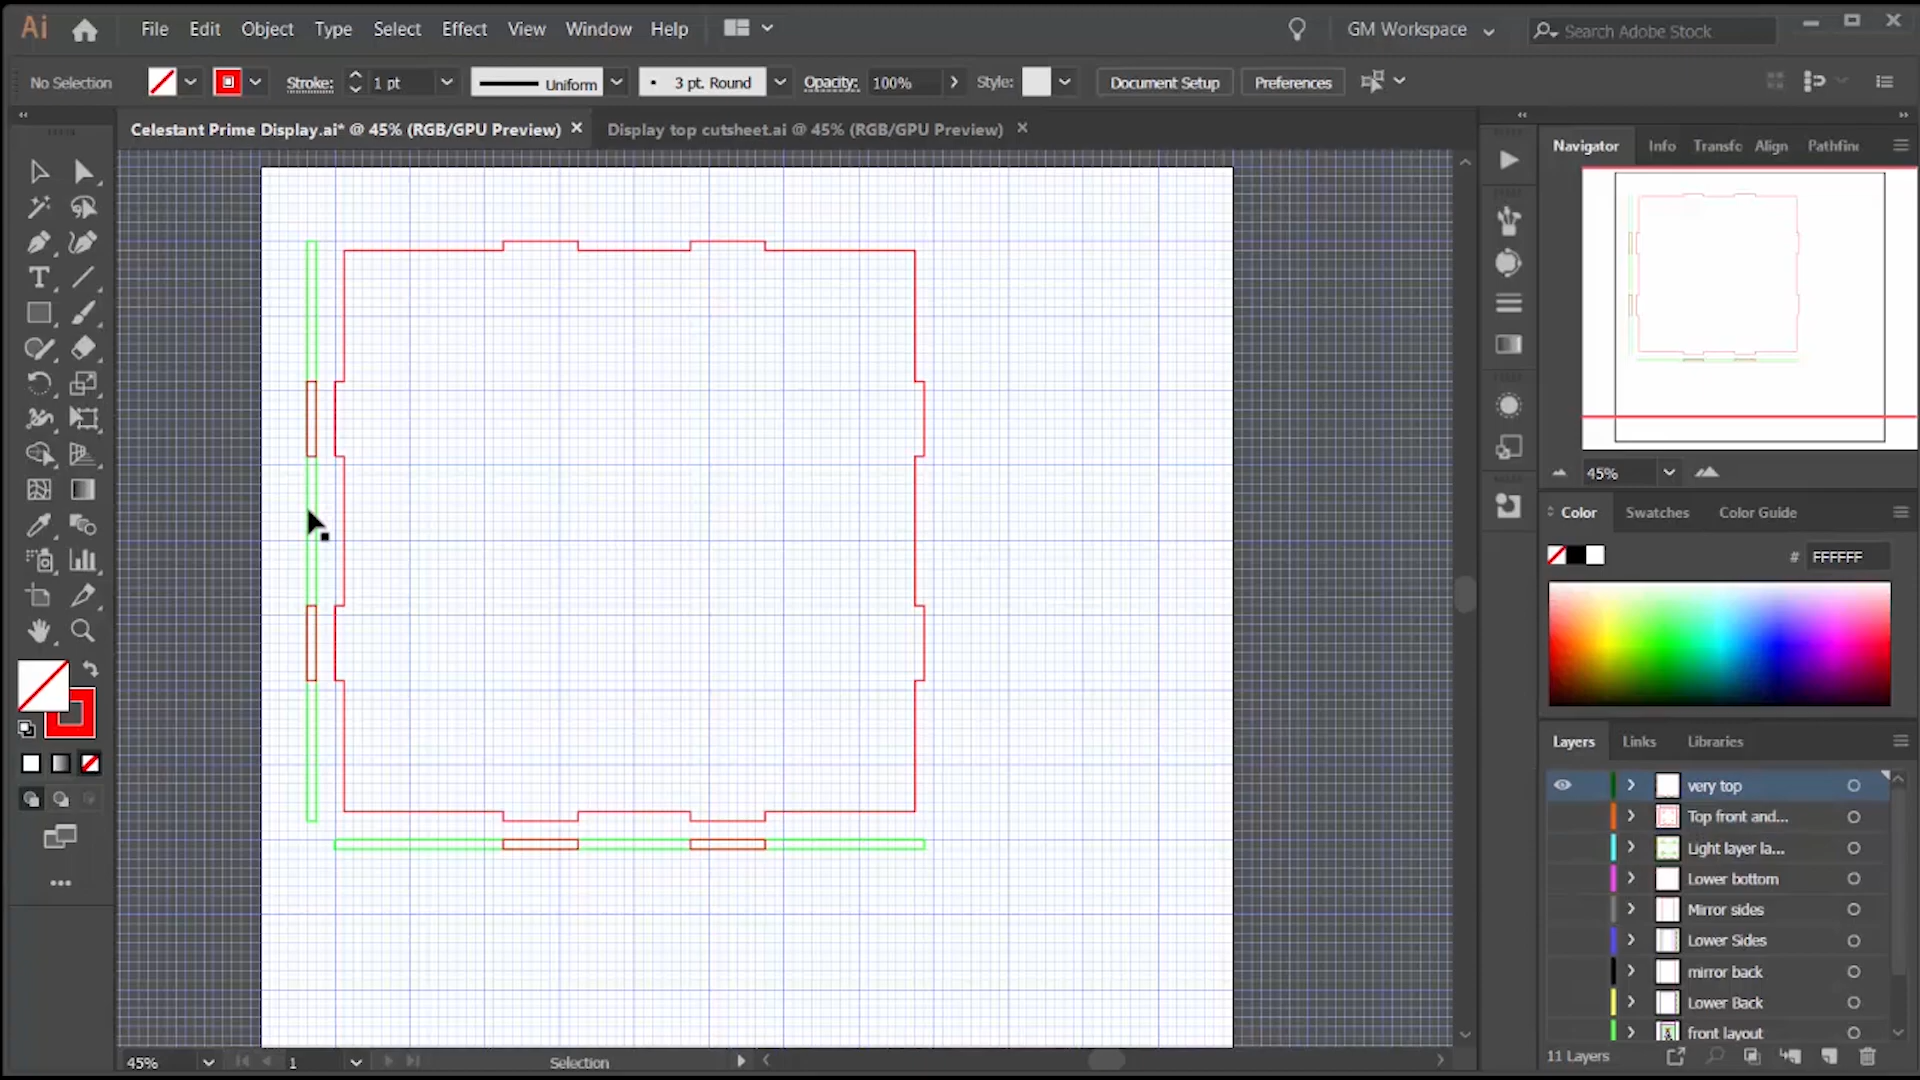 Ai File Edit Object Type Select Effect View Window Help GM Workspace Search Adobe Stock
No Selection Stroke: 1 pt Uniform 3 pt. Round Opacity: 100% Style: Document Setup Preferences
Celestant Prime Display.ai* @ 45% (RGB/GPU Preview) × Display top cutsheet.ai @ 45% (RGB/GPU Preview) ×
Navigator Info Transfc Align Pathfin
45%
Color Swatches Color Guide
# FFFFFF
Layers Links Libraries
very top
Top front and...
Light layer la...
Lower bottom
Mirror sides
Lower Sides
mirror back
Lower Back
front layout
11 Layers
45% 1 Selection